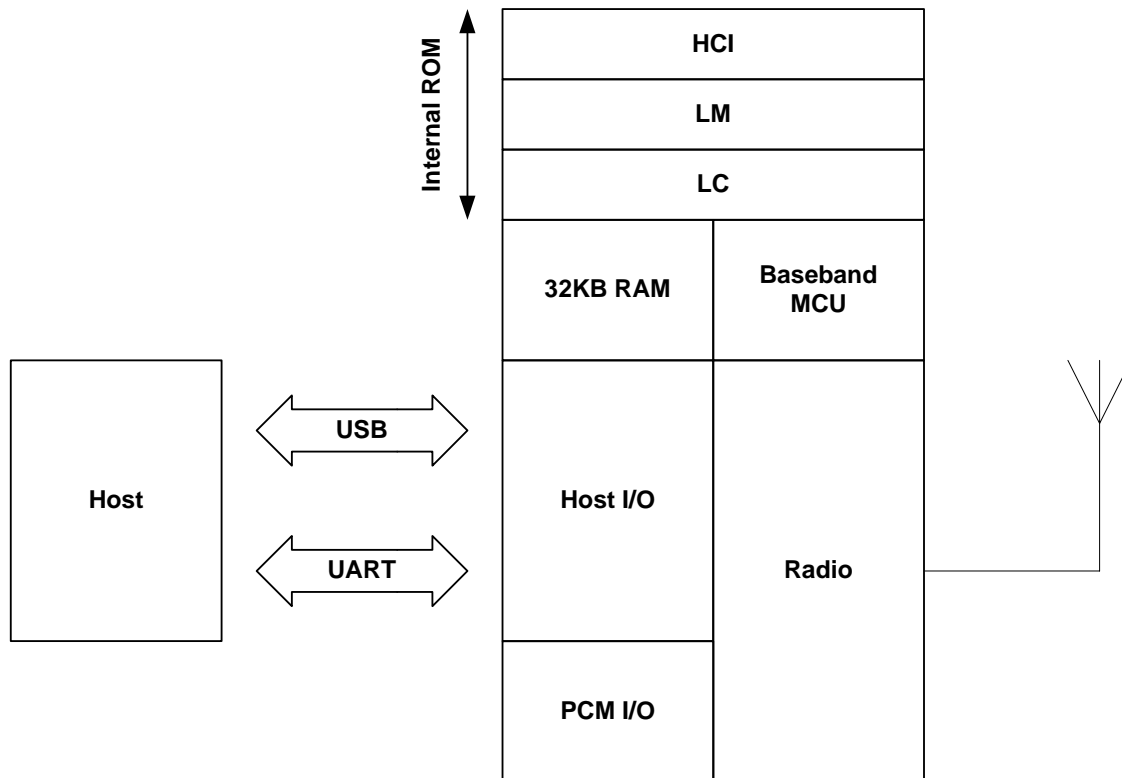 Internal ROM
HCI
LM
LC
32KB RAM
Baseband
MCU
Host
USB
UART
Host I/O
Radio
PCM I/O